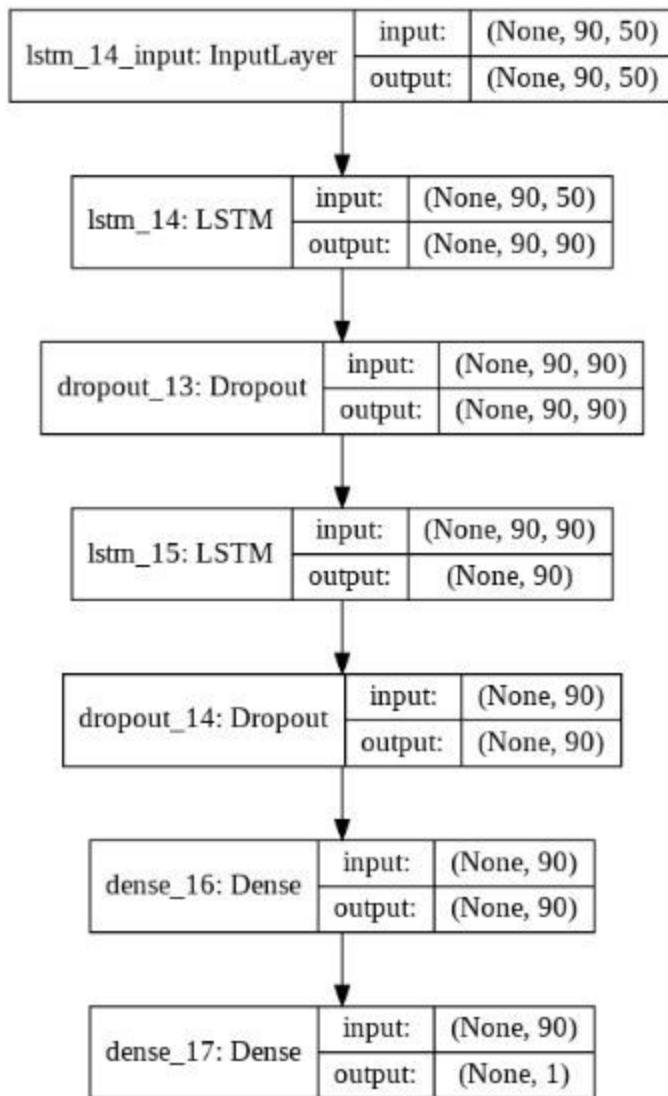 lstm_14_input: InputLayer
input: (None, 90, 50)
output: (None, 90, 50)
lstm_14: LSTM
input: (None, 90, 50)
output: (None, 90, 90)
dropout_13: Dropout
input: (None, 90, 90)
output: (None, 90, 90)
lstm_15: LSTM
input: (None, 90, 90)
output: (None, 90)
dropout_14: Dropout
input: (None, 90)
output: (None, 90)
dense_16: Dense
input: (None, 90)
output: (None, 90)
dense_17: Dense
input: (None, 90)
output: (None, 1)